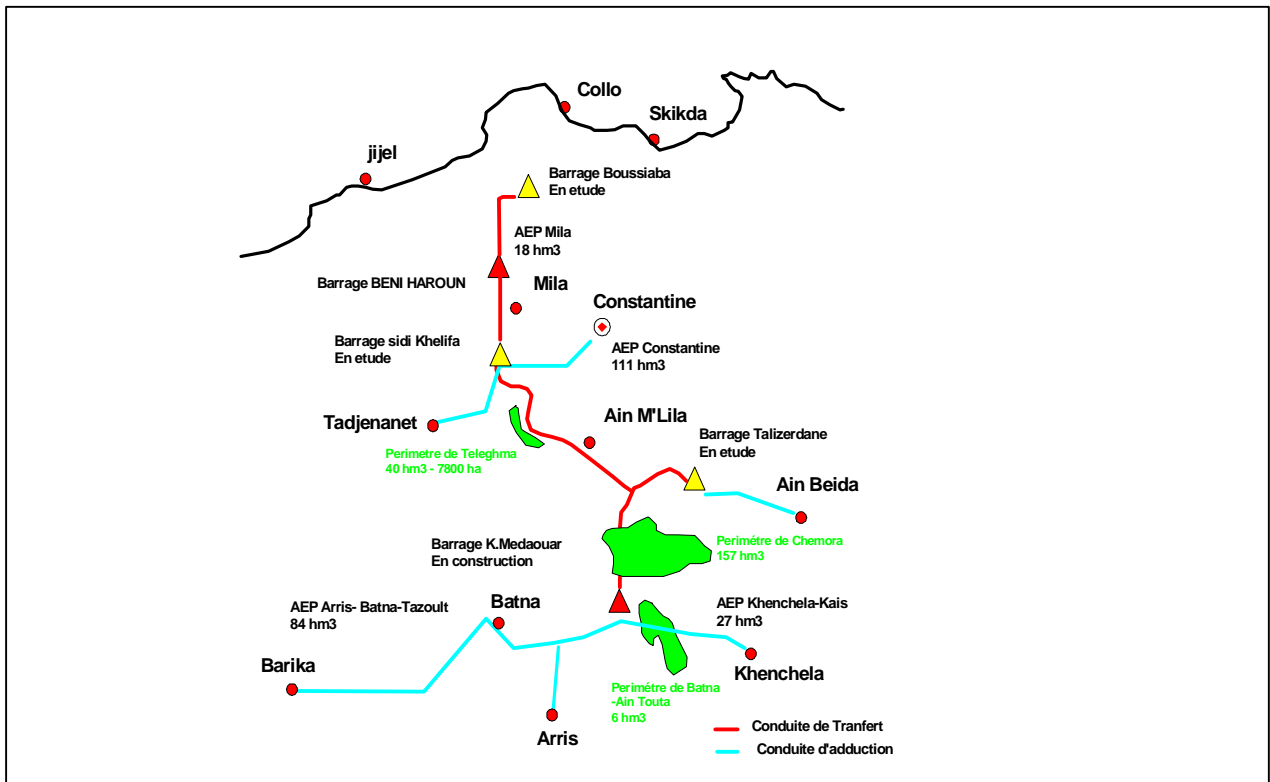 Collo
Skikda
jijel
Barrage Boussiaba
En etude
AEP Mila
18 hm3
Barrage BENI HAROUN
Mila
Constantine
Barrage sidi Khelifa
En etude
AEP Constantine
111 hm3
Tadjenanet
Ain M'Lila
Barrage Talizerdane
En etude
Perimetre de Teleghma
40 hm3 - 7800 ha
Ain Beida
Barrage K.Medaouar
En construction
Perimétre de Chemora
157 hm3
AEP Arris- Batna-Tazoult
84 hm3
Batna
AEP Khenchela-Kais
27 hm3
Barika
Khenchela
Perimétre de Batna
-Ain Touta
6 hm3
Arris
Conduite de Tranfert
Conduite d'adduction